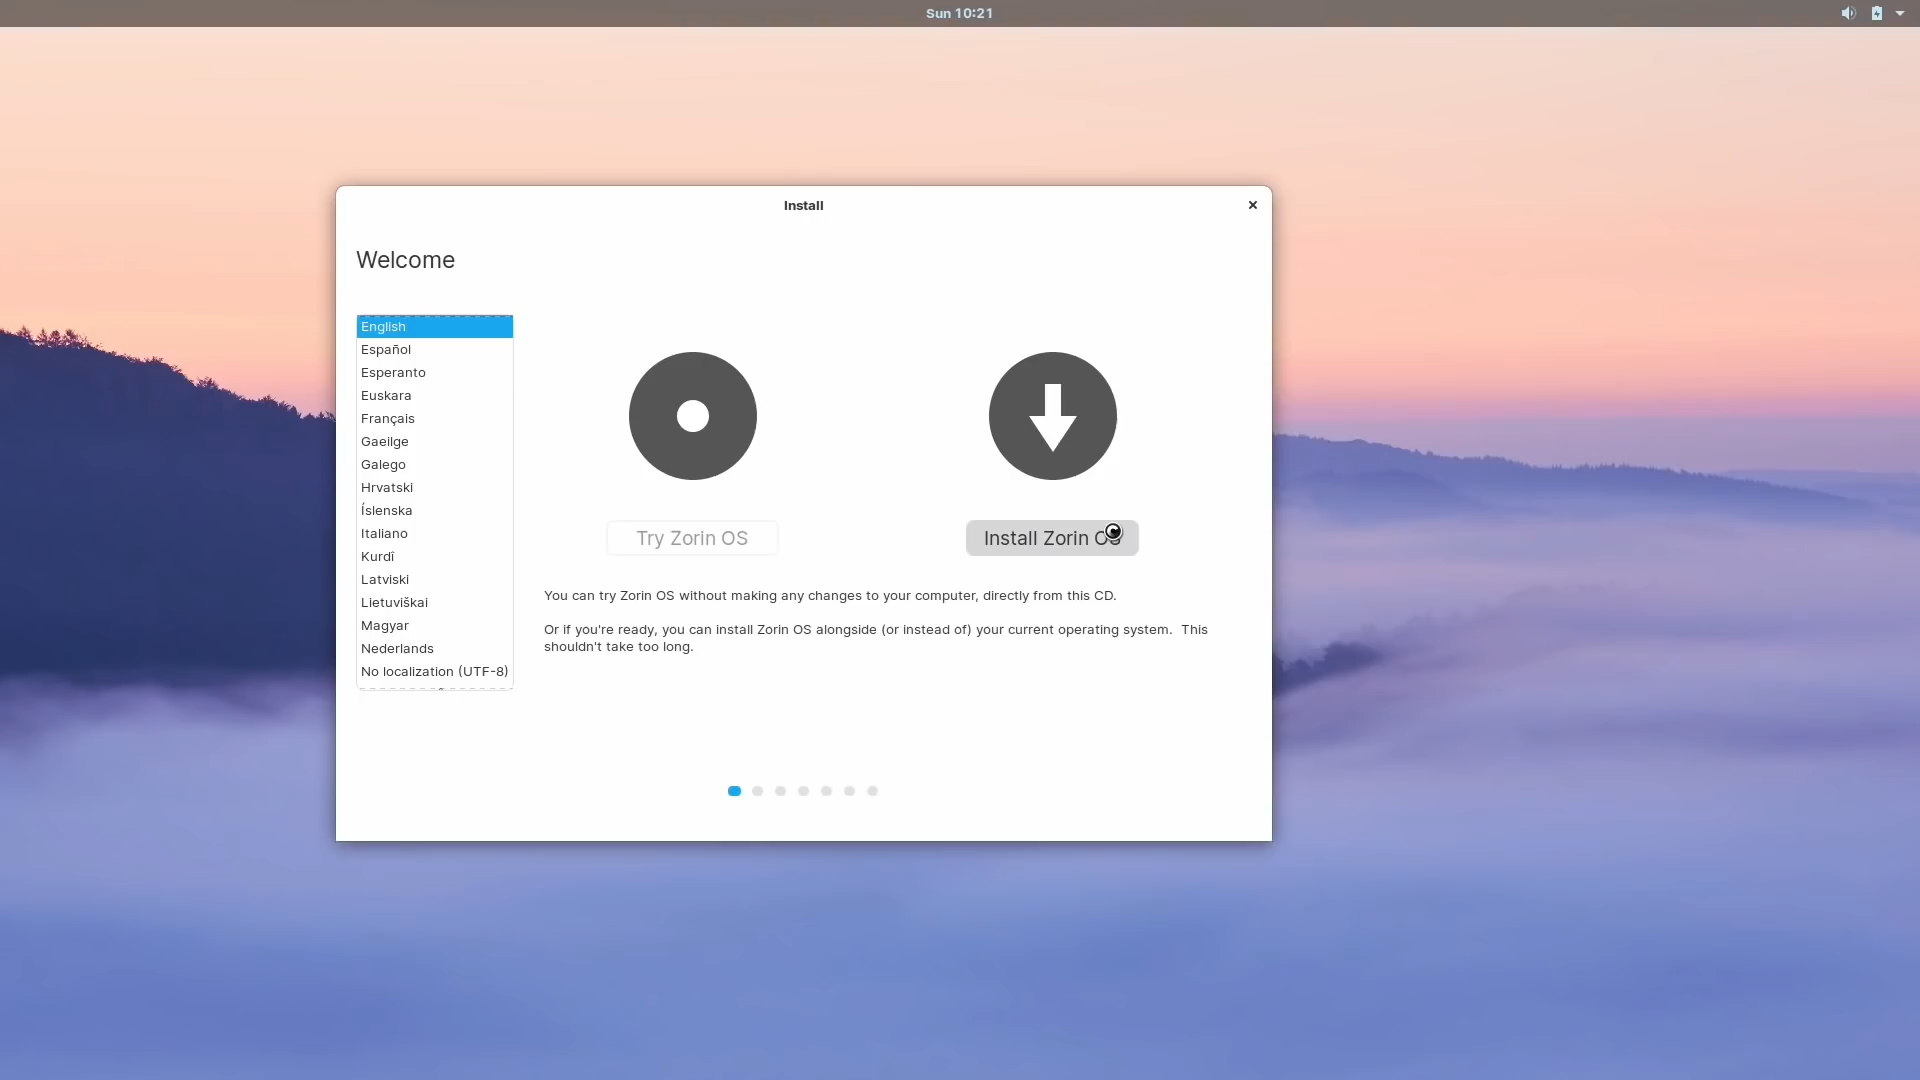 Sun 10:21
Install
Welcome
English
Español
Esperanto
Euskara
Français
Gaeilge
Galego
Hrvatski
Íslenska
Italiano
Kurdî
Latviski
Lietuviškai
Magyar
Nederlands
No localization (UTF-8)
Try Zorin OS
Install Zorin OS
You can try Zorin OS without making any changes to your computer, directly from this CD.
Or if you're ready, you can install Zorin OS alongside (or instead of) your current operating system.  This
shouldn't take too long.